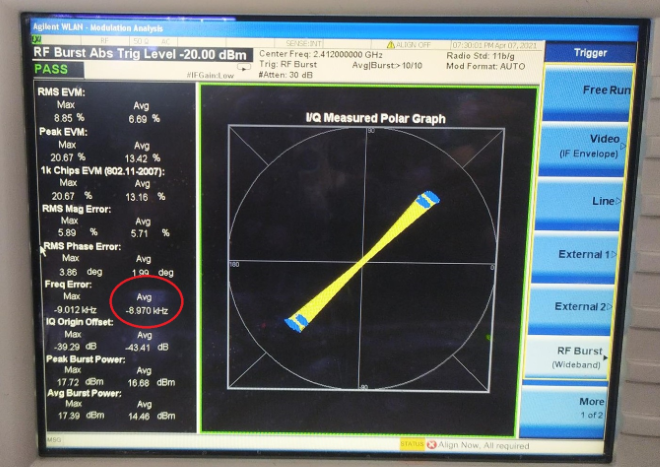 Agilent WLAN - Modulation Analysis
RF
50 Ω
AC
SENSE:INT
ALIGN OFF
07:30:03 PM Apr 07, 2021
RF Burst Abs Trig Level -20.00 dBm
PASS
#IFGain:Low
Center Freq: 2.412000000 GHz
Trig: RF Burst
Avg|Burst>10/10
#Atten: 30 dB
Radio Std: 11b/g
Mod Format: AUTO
RMS EVM:
Max Avg
8.85 % 6.69 %
Peak EVM:
Max Avg
20.67 % 13.42 %
1k Chips EVM (802.11-2007):
Max Avg
20.67 % 13.16 %
RMS Mag Error:
Max Avg
5.89 % 5.71 %
RMS Phase Error:
Max Avg
3.86 deg 1.99 deg
Freq Error:
Max Avg
-9.012 kHz -8.970 kHz
IQ Origin Offset:
Max Avg
-39.29 dB -43.41 dB
Peak Burst Power:
Max Avg
17.72 dBm 16.68 dBm
Avg Burst Power:
Max Avg
17.39 dBm 14.46 dBm
I/Q Measured Polar Graph
90
180
0
-90
Trigger
Free Run
Video
(IF Envelope)
Line
External 1
External 2
RF Burst
(Wideband)
More
1 of 2
MSG
STATUS
Align Now, All required